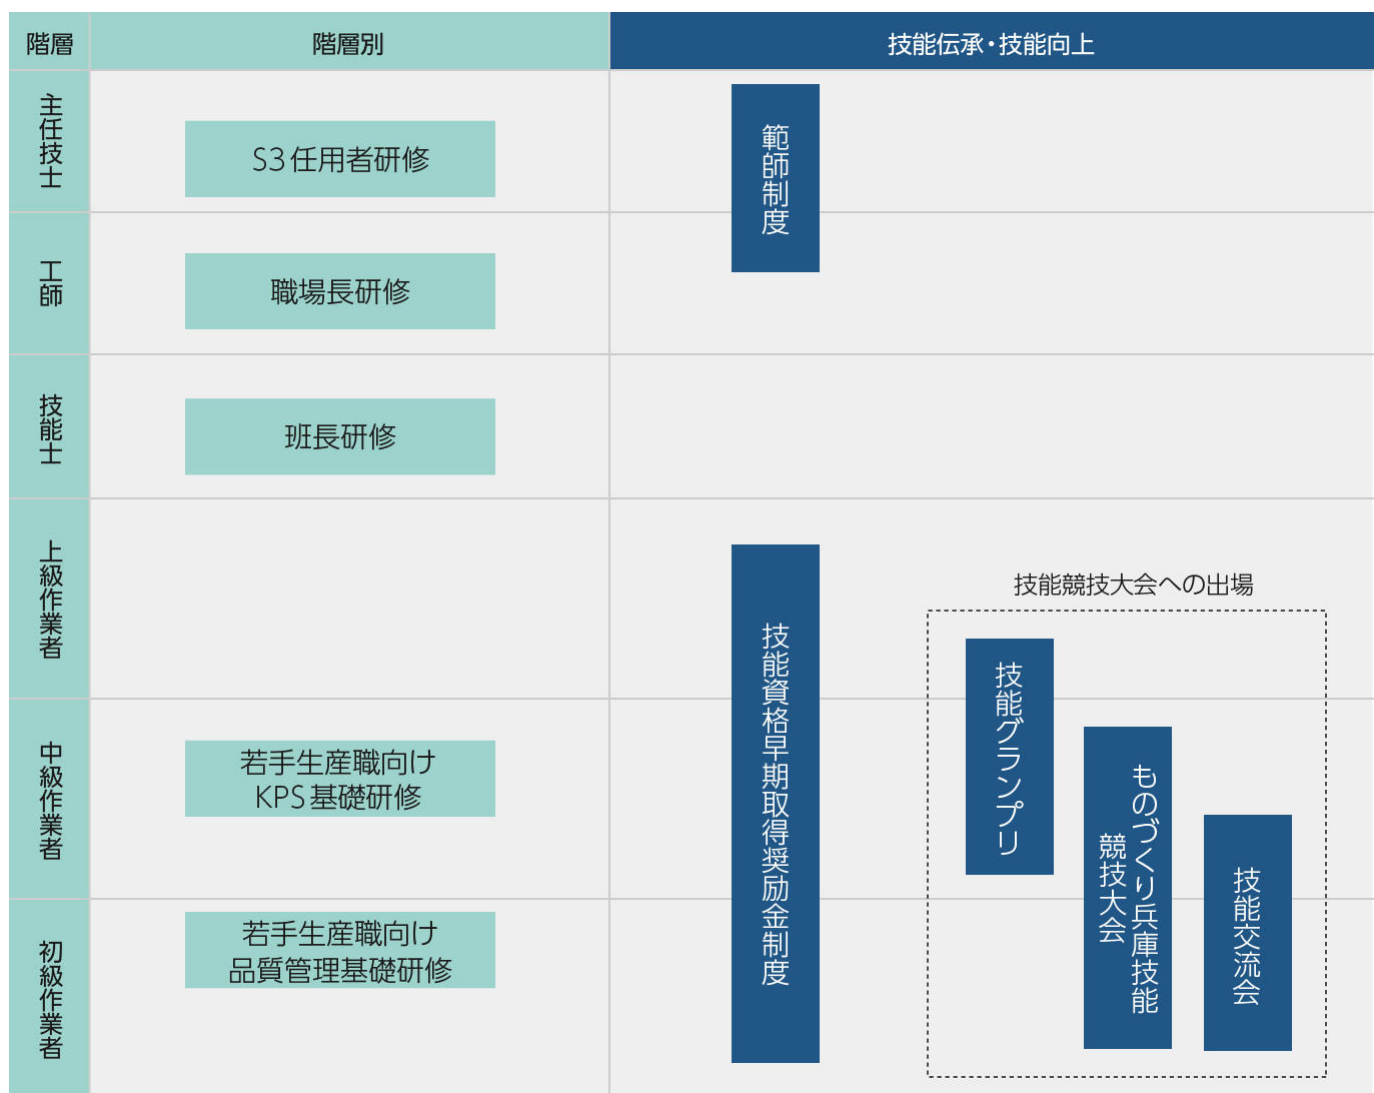 階層
階層別
技能伝承・技能向上
主任技士
S3任用者研修
範師制度
工師
職場長研修
技能士
班長研修
上級作業者
技能資格早期取得奨励金制度
技能競技大会への出場
技能グランプリ
中級作業者
若手生産職向け
KPS基礎研修
ものづくり兵庫技能
競技大会
技能交流会
初級作業者
若手生産職向け
品質管理基礎研修